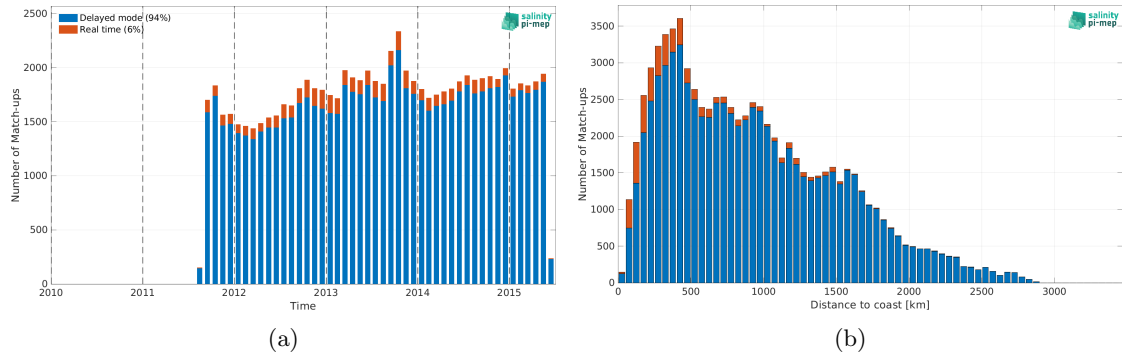 Delayed mode (94%)
Real time (6%)
salinity
pi-mep
2500
2000
1500
1000
500
0
Number of Match-ups
2010
2011
2012
2013
2014
2015
Time
(a)
salinity
pi-mep
3500
3000
2500
2000
1500
1000
500
0
Number of Match-ups
0
500
1000
1500
2000
2500
3000
Distance to coast [km]
(b)